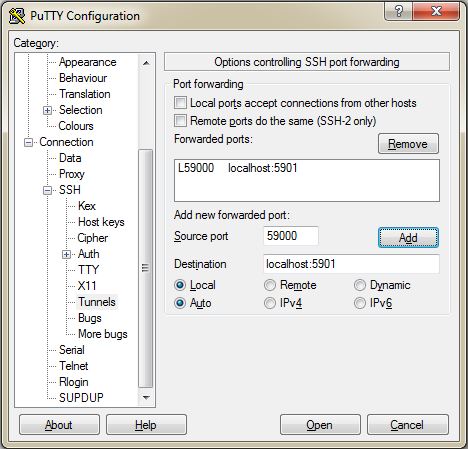 PuTTY Configuration
?
Category:
Appearance
Behaviour
Translation
Selection
Colours
Connection
Data
Proxy
SSH
Kex
Host keys
Cipher
Auth
TTY
X11
Tunnels
Bugs
More bugs
Serial
Telnet
Rlogin
SUPDUP
Options controlling SSH port forwarding
Port forwarding
Local ports accept connections from other hosts
Remote ports do the same (SSH-2 only)
Forwarded ports:
Remove
L59000 localhost:5901
Add new forwarded port:
Source port 59000 Add
Destination localhost:5901
Local Remote Dynamic
Auto IPv4 IPv6
About Help Open Cancel